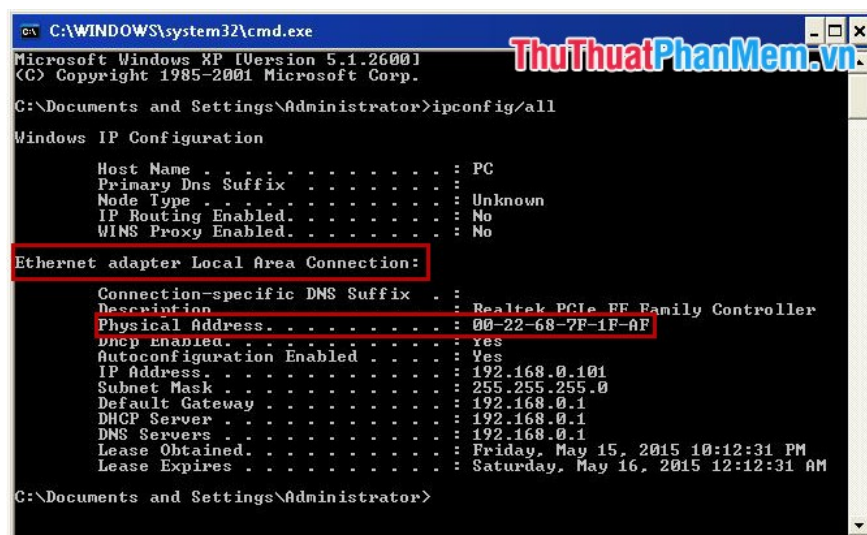 C:\WINDOWS\system32\cmd.exe
ThuThuatPhanMem.vn
Microsoft Windows XP [Version 5.1.2600]
(C) Copyright 1985-2001 Microsoft Corp.
C:\Documents and Settings\Administrator>ipconfig/all
Windows IP Configuration
Host Name . . . . . . . . . . . . : PC
Primary Dns Suffix . . . . . . . :
Node Type . . . . . . . . . . . . : Unknown
IP Routing Enabled. . . . . . . . : No
WINS Proxy Enabled. . . . . . . . : No
Ethernet adapter Local Area Connection:
Connection-specific DNS Suffix . :
Description . . . . . . . . . . . : Realtek PCIe FE Family Controller
Physical Address. . . . . . . . . : 00-22-68-7F-1F-AF
Dhcp Enabled. . . . . . . . . . . : Yes
Autoconfiguration Enabled . . . . : Yes
IP Address. . . . . . . . . . . . : 192.168.0.101
Subnet Mask . . . . . . . . . . . : 255.255.255.0
Default Gateway . . . . . . . . . : 192.168.0.1
DHCP Server . . . . . . . . . . . : 192.168.0.1
DNS Servers . . . . . . . . . . . : 192.168.0.1
Lease Obtained. . . . . . . . . . : Friday, May 15, 2015 10:12:31 PM
Lease Expires . . . . . . . . . . : Saturday, May 16, 2015 12:12:31 AM
C:\Documents and Settings\Administrator>